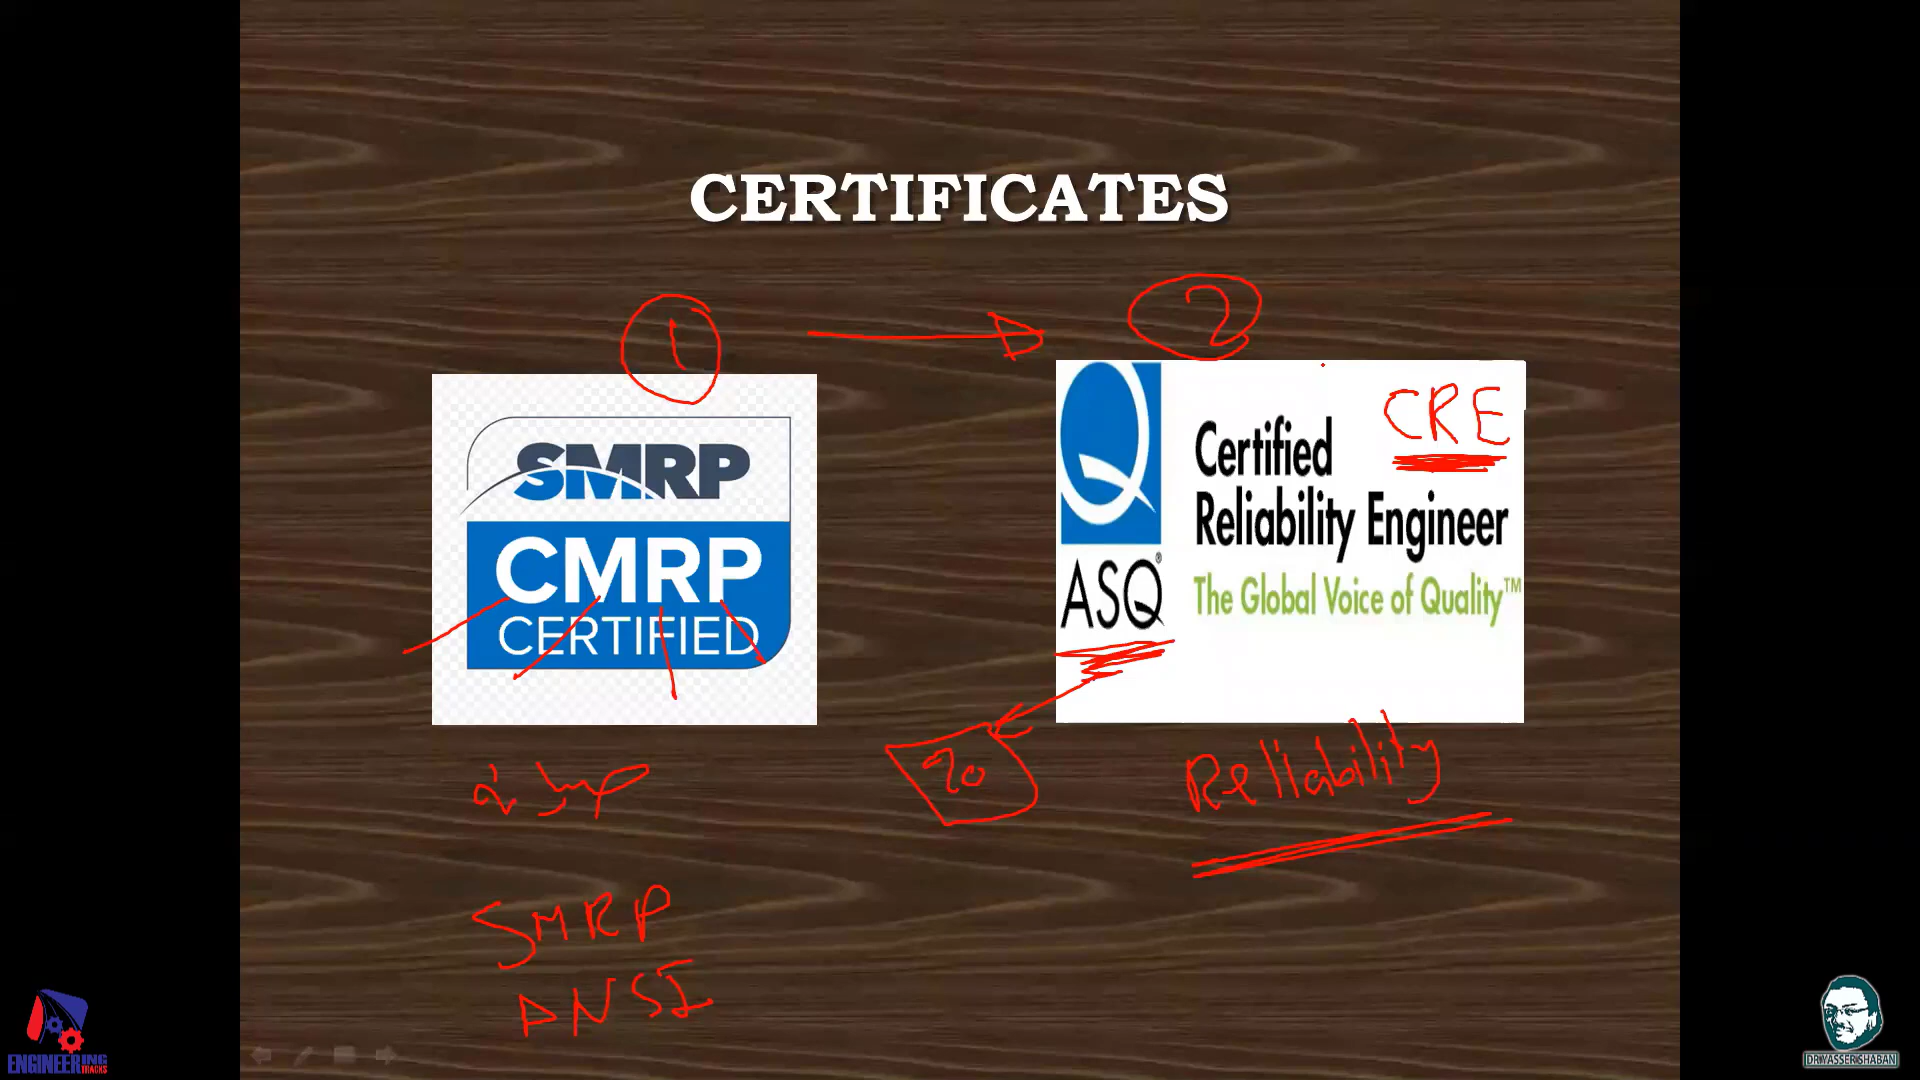 CERTIFICATES
1
2
SMRP
CMRP
CERTIFIED
CRE
Certified
Reliability Engineer
The Global Voice of Quality™
ASQ®
Reliability
SMRP
ANSI
ENGINEERING
TRACKS
DR.YASSER SHABAN